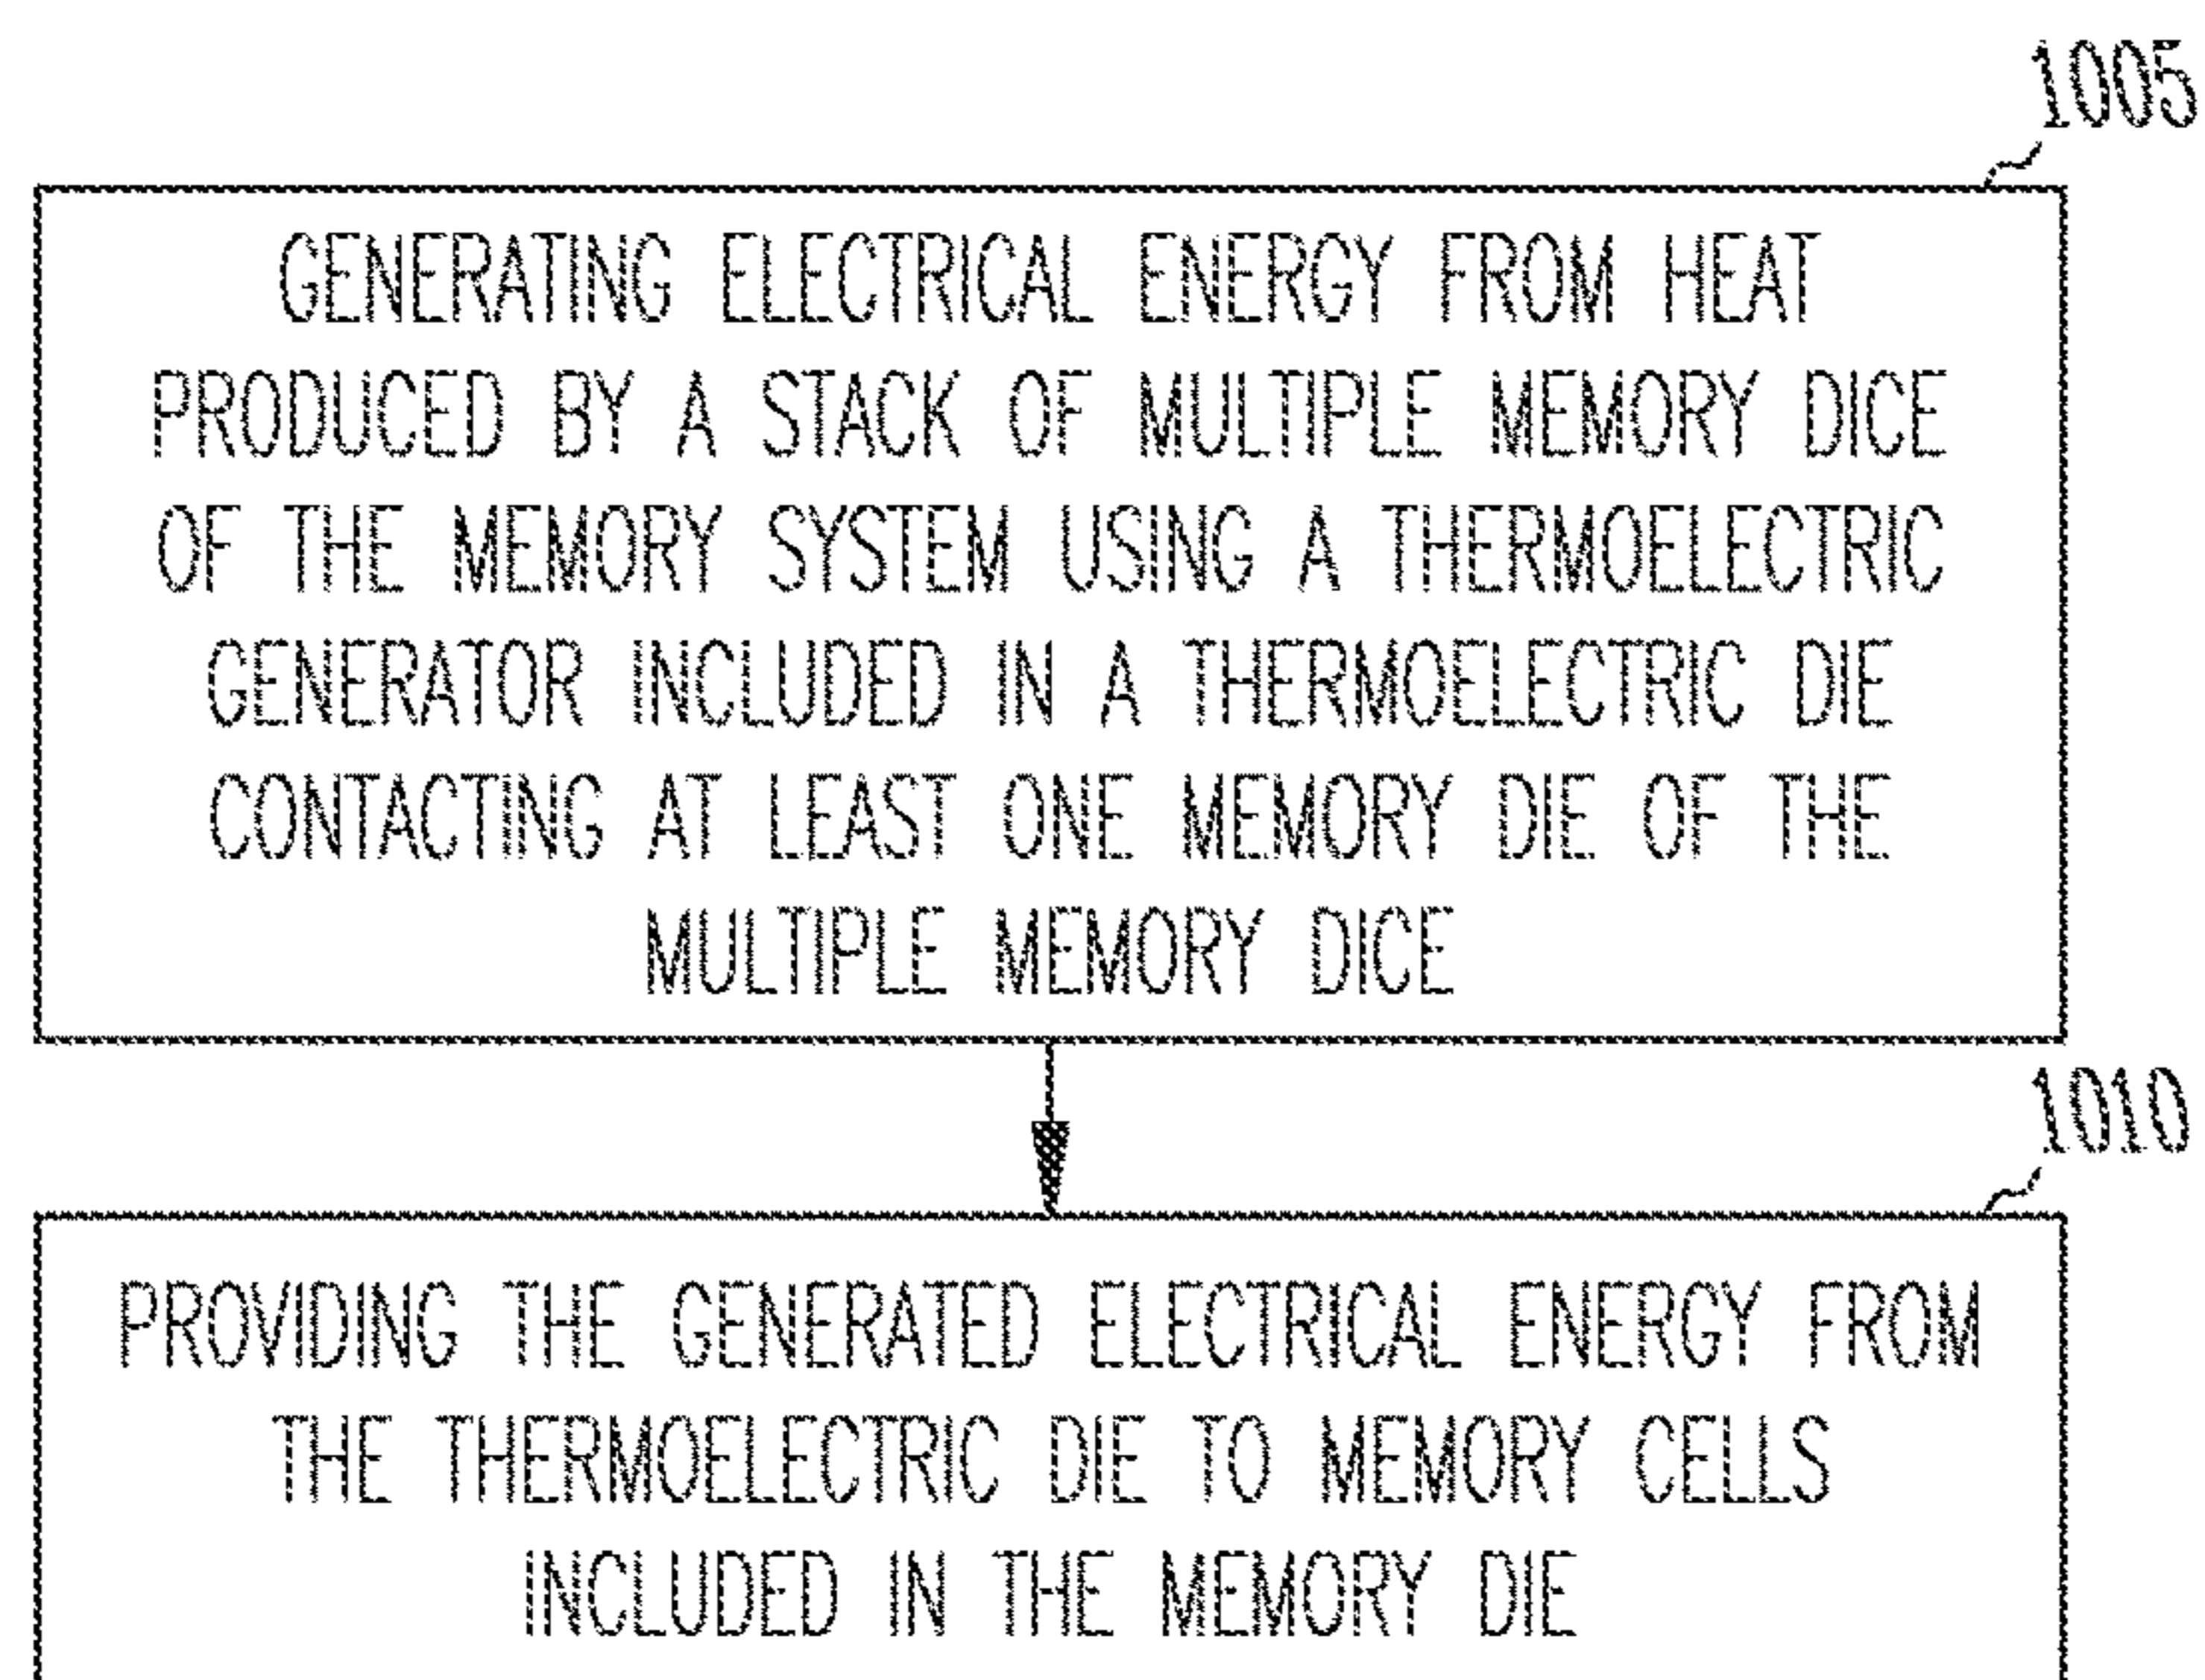 1005
GENERATING ELECTRICAL ENERGY FROM HEAT
PRODUCED BY A STACK OF MULTIPLE MEMORY DICE
OF THE MEMORY SYSTEM USING A THERMOELECTRIC
GENERATOR INCLUDED IN A THERMOELECTRIC DIE
CONTACTING AT LEAST ONE MEMORY DIE OF THE
MULTIPLE MEMORY DICE
1010
PROVIDING THE GENERATED ELECTRICAL ENERGY FROM
THE THERMOELECTRIC DIE TO MEMORY CELLS
INCLUDED IN THE MEMORY DIE